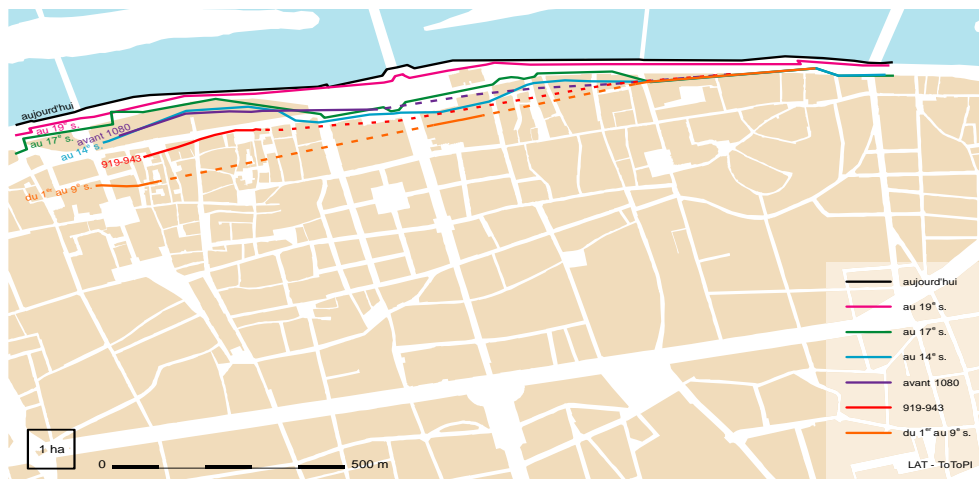 aujourd'hui
au 19e s.
au 17e s.
avant 1080
au 14e s.
919-943
du 1er au 9e s.
aujourd'hui
au 19e s.
au 17e s.
au 14e s.
avant 1080
919-943
du 1er au 9e s.
1 ha
0 500 m
LAT - ToToPI